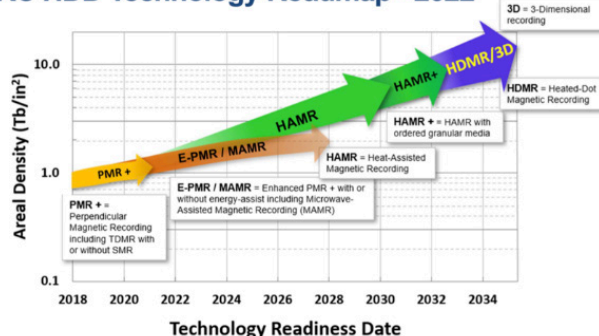 HDD Technology Roadmap 2022
3D = 3-Dimensional
recording
10.0
1.0
0.1
Areal Density (Tb/in²)
HDMR/3D
HAMR+
HAMR
E-PMR / MAMR
PMR +
HDMR = Heated-Dot
Magnetic Recording
HAMR + = HAMR with
ordered granular media
HAMR = Heat-Assisted
Magnetic Recording
E-PMR / MAMR = Enhanced PMR + with or
without energy-assist including Microwave-
Assisted Magnetic Recording (MAMR)
PMR + =
Perpendicular
Magnetic Recording
including TDMR with
or without SMR
2018 2020 2022 2024 2026 2028 2030 2032 2034
Technology Readiness Date